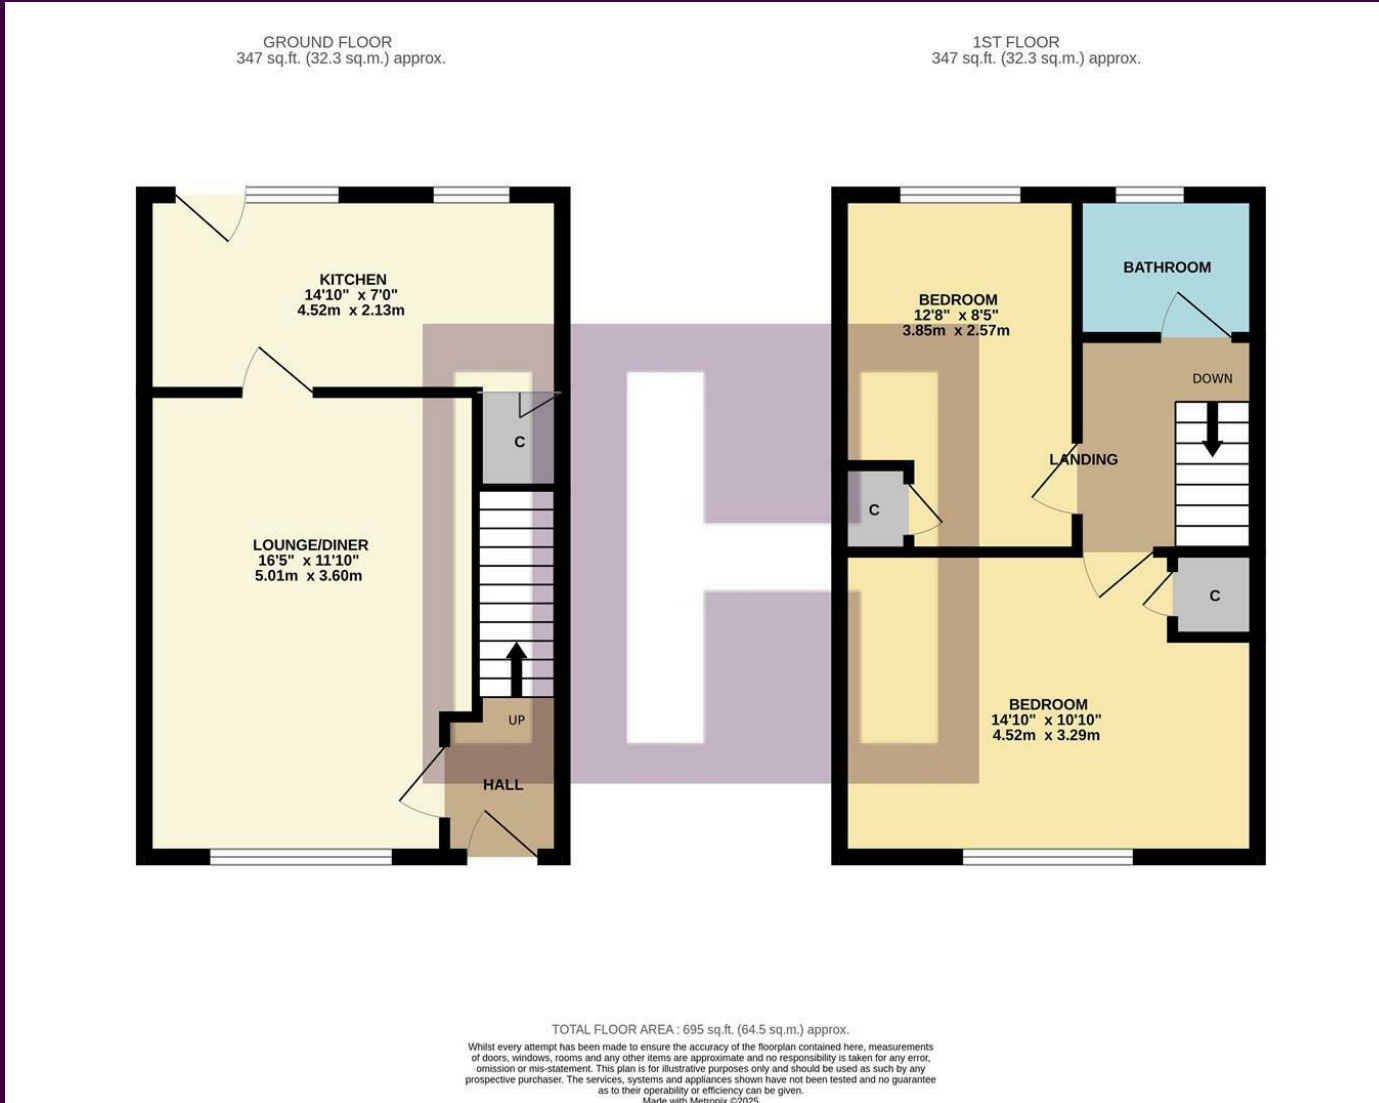 GROUND FLOOR
347 sq.ft. (32.3 sq.m.) approx.
1ST FLOOR
347 sq.ft. (32.3 sq.m.) approx.
KITCHEN
14'10" x 7'0"
4.52m x 2.13m
C
LOUNGE/DINER
16'5" x 11'10"
5.01m x 3.60m
UP
HALL
BATHROOM
BEDROOM
12'8" x 8'5"
3.85m x 2.57m
DOWN
LANDING
C
C
BEDROOM
14'10" x 10'10"
4.52m x 3.29m
TOTAL FLOOR AREA : 695 sq.ft. (64.5 sq.m.) approx.
Whilst every attempt has been made to ensure the accuracy of the floorplan contained here, measurements
of doors, windows, rooms and any other items are approximate and no responsibility is taken for any error,
omission or mis-statement. This plan is for illustrative purposes only and should be used as such by any
prospective purchaser. The services, systems and appliances shown have not been tested and no guarantee
as to their operability or efficiency can be given.
Made with Metropix ©2025